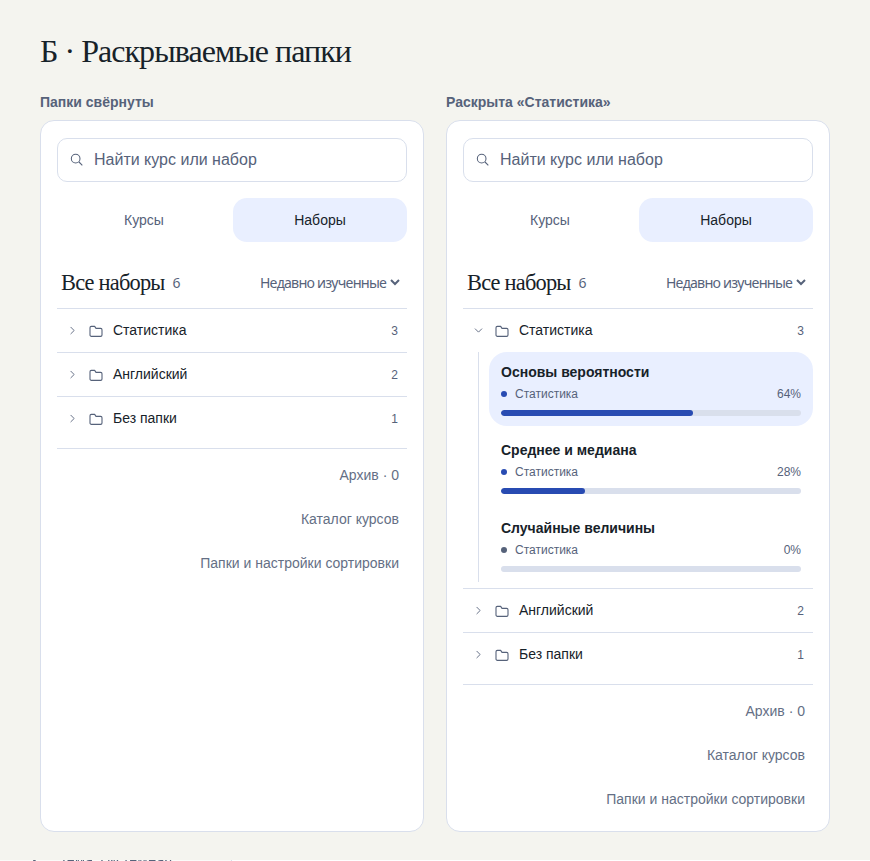 Б · Раскрываемые папки
Папки свёрнуты
Найти курс или набор
Курсы Наборы
Все наборы 6 Недавно изученные
Статистика 3
Английский 2
Без папки 1
Архив · 0
Каталог курсов
Папки и настройки сортировки
Раскрыта «Статистика»
Найти курс или набор
Курсы Наборы
Все наборы 6 Недавно изученные
Статистика 3
Основы вероятности
Статистика 64%
Среднее и медиана
Статистика 28%
Случайные величины
Статистика 0%
Английский 2
Без папки 1
Архив · 0
Каталог курсов
Папки и настройки сортировки